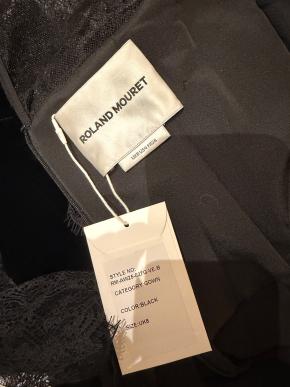 ROLAND MOURET
STYLE NO:
CATEGORY:GOWN
COLOR:BLACK
SIZE:UK8